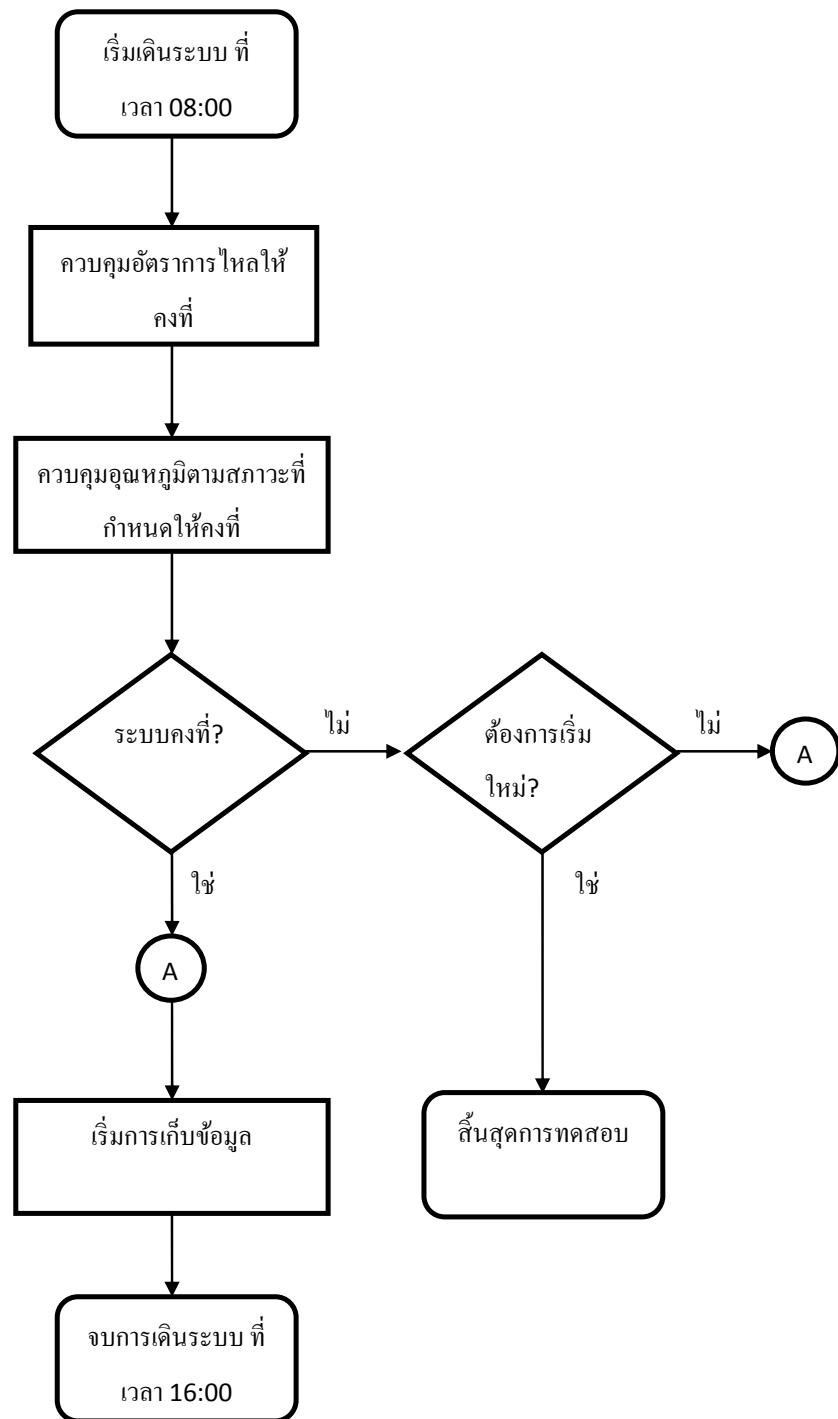 เริ่มเดินระบบ ที่
เวลา 08:00
ควบคุมอัตราการไหลให้
คงที่
ควบคุมอุณหภูมิตามสภาวะที่
กำหนดให้คงที่
ระบบคงที่?
ไม่
ต้องการเริ่ม
ใหม่?
ไม่
A
ใช่
ใช่
A
เริ่มการเก็บข้อมูล
สิ้นสุดการทดสอบ
จบการเดินระบบ ที่
เวลา 16:00